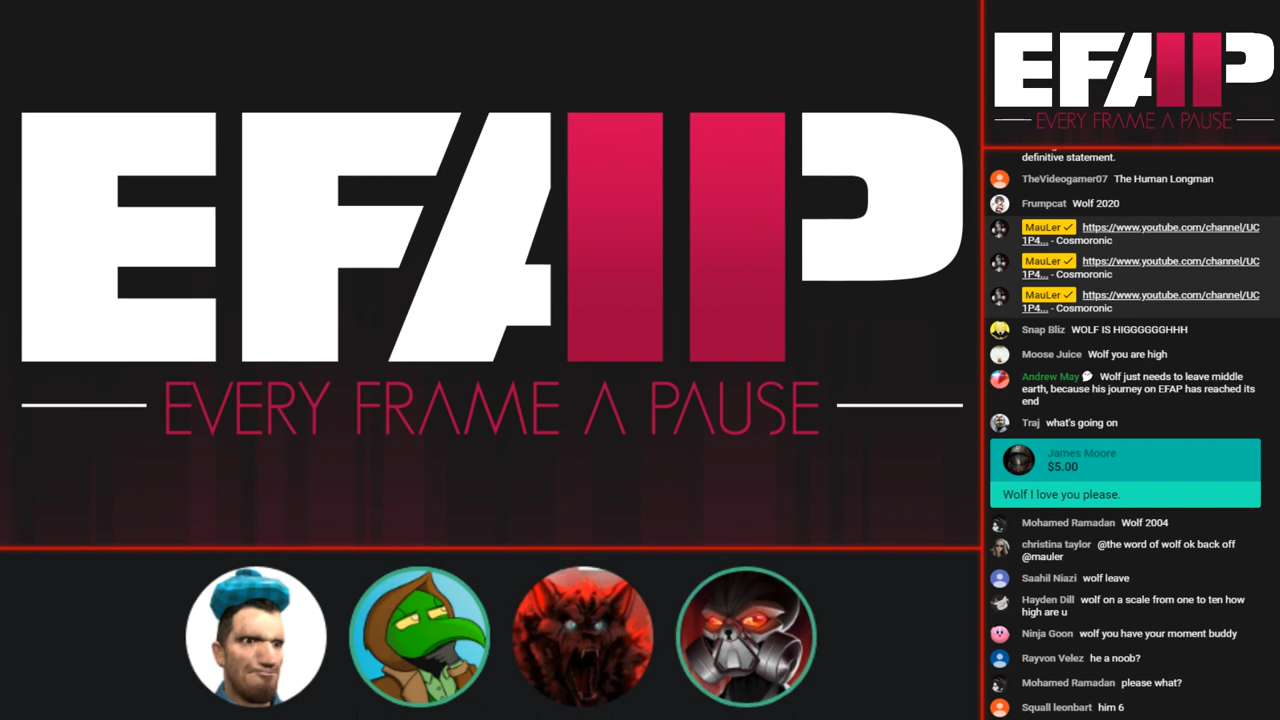 EFAP
EVERY FRAME A PAUSE
EFAP
EVERY FRAME A PAUSE
definitive statement.
TheVideogamer07 The Human Longman
Frumpcat Wolf 2020
MauLer https://www.youtube.com/channel/UC
1P4... - Cosmoronic
MauLer https://www.youtube.com/channel/UC
1P4... - Cosmoronic
MauLer https://www.youtube.com/channel/UC
1P4... - Cosmoronic
Snap Bliz WOLF IS HIGGGGGGHHH
Moose Juice Wolf you are high
Andrew May Wolf just needs to leave middle
earth, because his journey on EFAP has reached its
end
Traj what's going on
James Moore
$5.00
Wolf I love you please.
Mohamed Ramadan Wolf 2004
christina taylor @the word of wolf ok back off
@mauler
Saahil Niazi wolf leave
Hayden Dill wolf on a scale from one to ten how
high are u
Ninja Goon wolf you have your moment buddy
Rayvon Velez he a noob?
Mohamed Ramadan please what?
Squall leonbart him 6